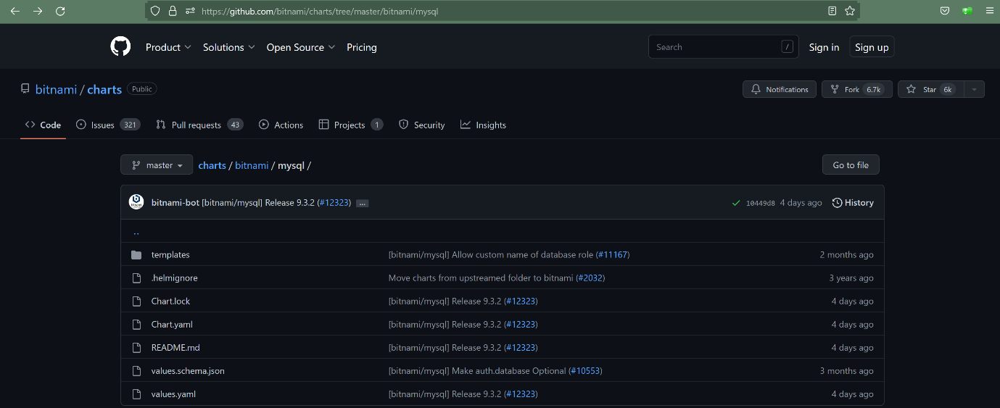 https://github.com/bitnami/charts/tree/master/bitnami/mysql
Product Solutions Open Source Pricing Search / Sign in Sign up
bitnami / charts Public Notifications Fork 6.7k Star 6k
Code Issues 321 Pull requests 43 Actions Projects 1 Security Insights
master charts / bitnami / mysql / Go to file
bitnami-bot [bitnami/mysql] Release 9.3.2 (#12323) ... 10449d8 4 days ago History
..
templates [bitnami/mysql] Allow custom name of database role (#11167) 2 months ago
.helmignore Move charts from upstreamed folder to bitnami (#2032) 3 years ago
Chart.lock [bitnami/mysql] Release 9.3.2 (#12323) 4 days ago
Chart.yaml [bitnami/mysql] Release 9.3.2 (#12323) 4 days ago
README.md [bitnami/mysql] Release 9.3.2 (#12323) 4 days ago
values.schema.json [bitnami/mysql] Make auth.database Optional (#10553) 3 months ago
values.yaml [bitnami/mysql] Release 9.3.2 (#12323) 4 days ago